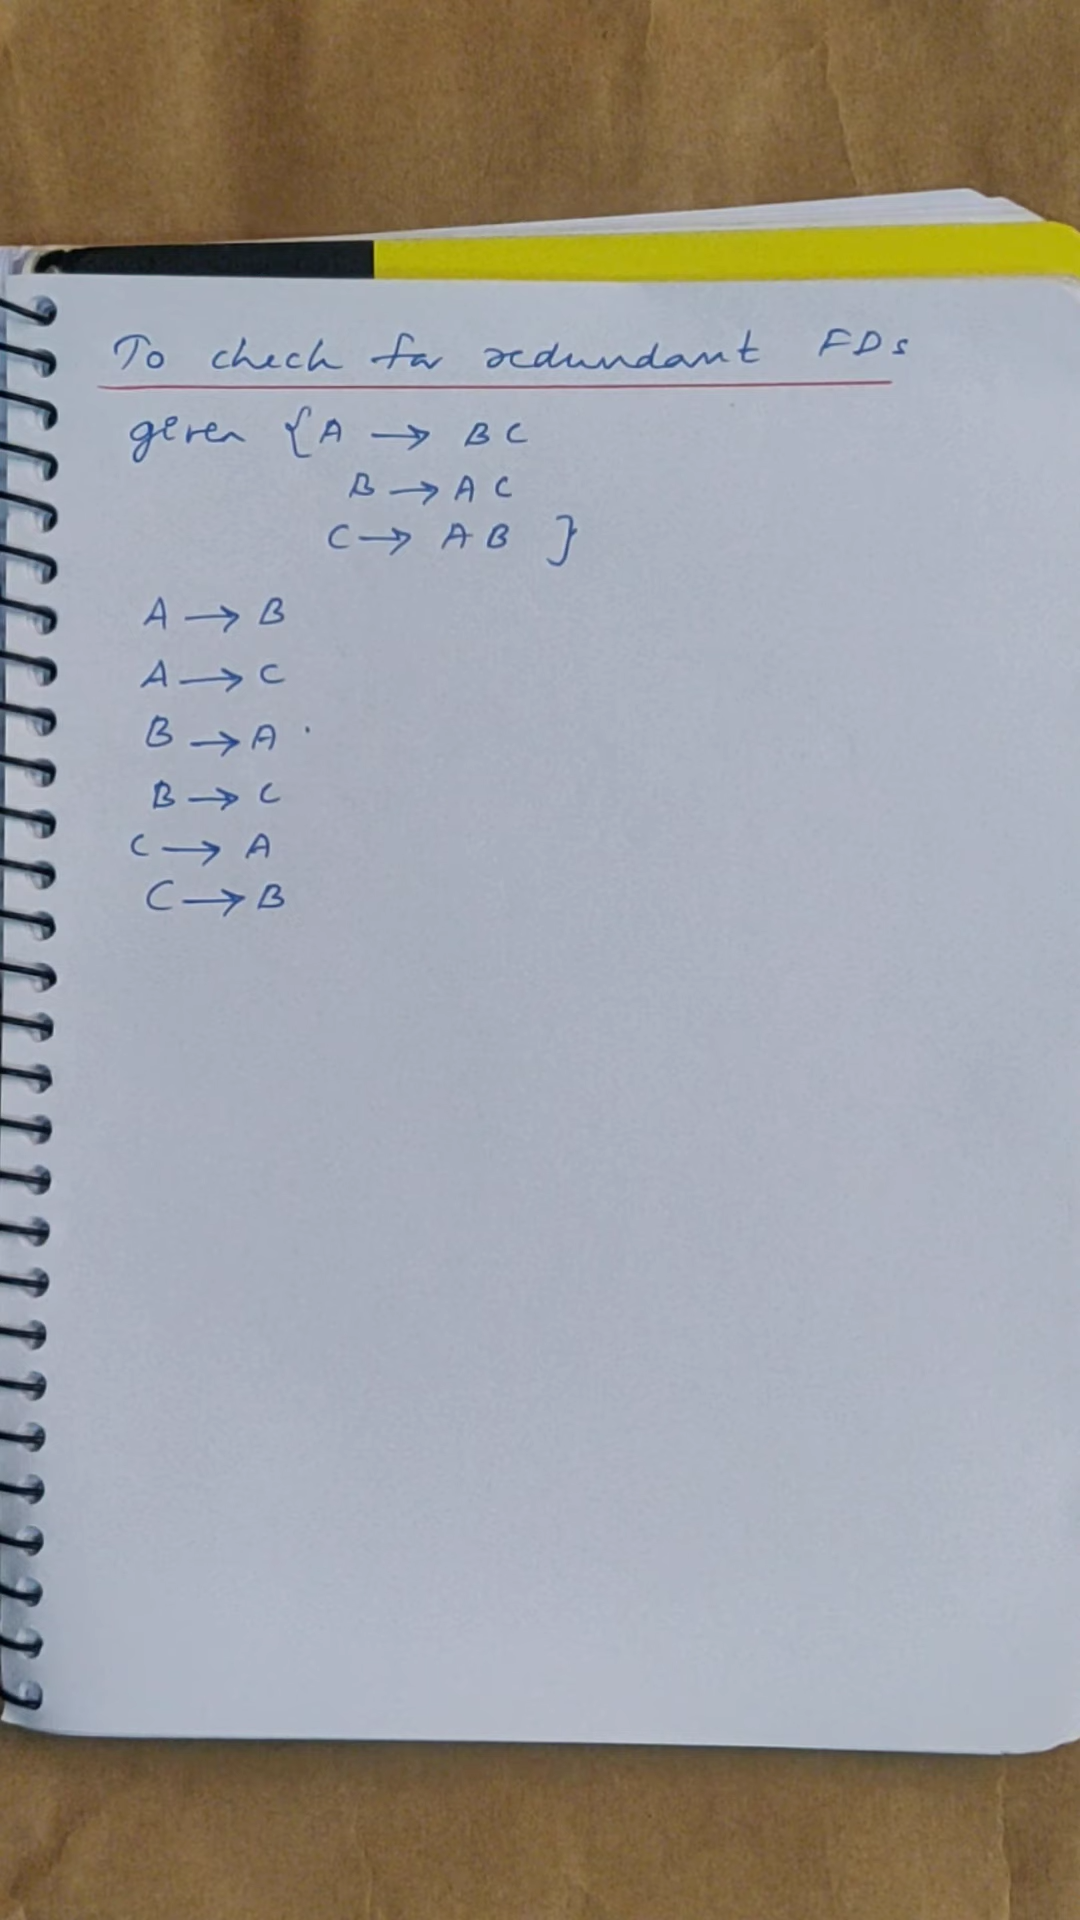 To check for redundant FDs
given {A → BC
B → AC
C → AB }
A → B
A → C
B → A
B → C
C → A
C → B